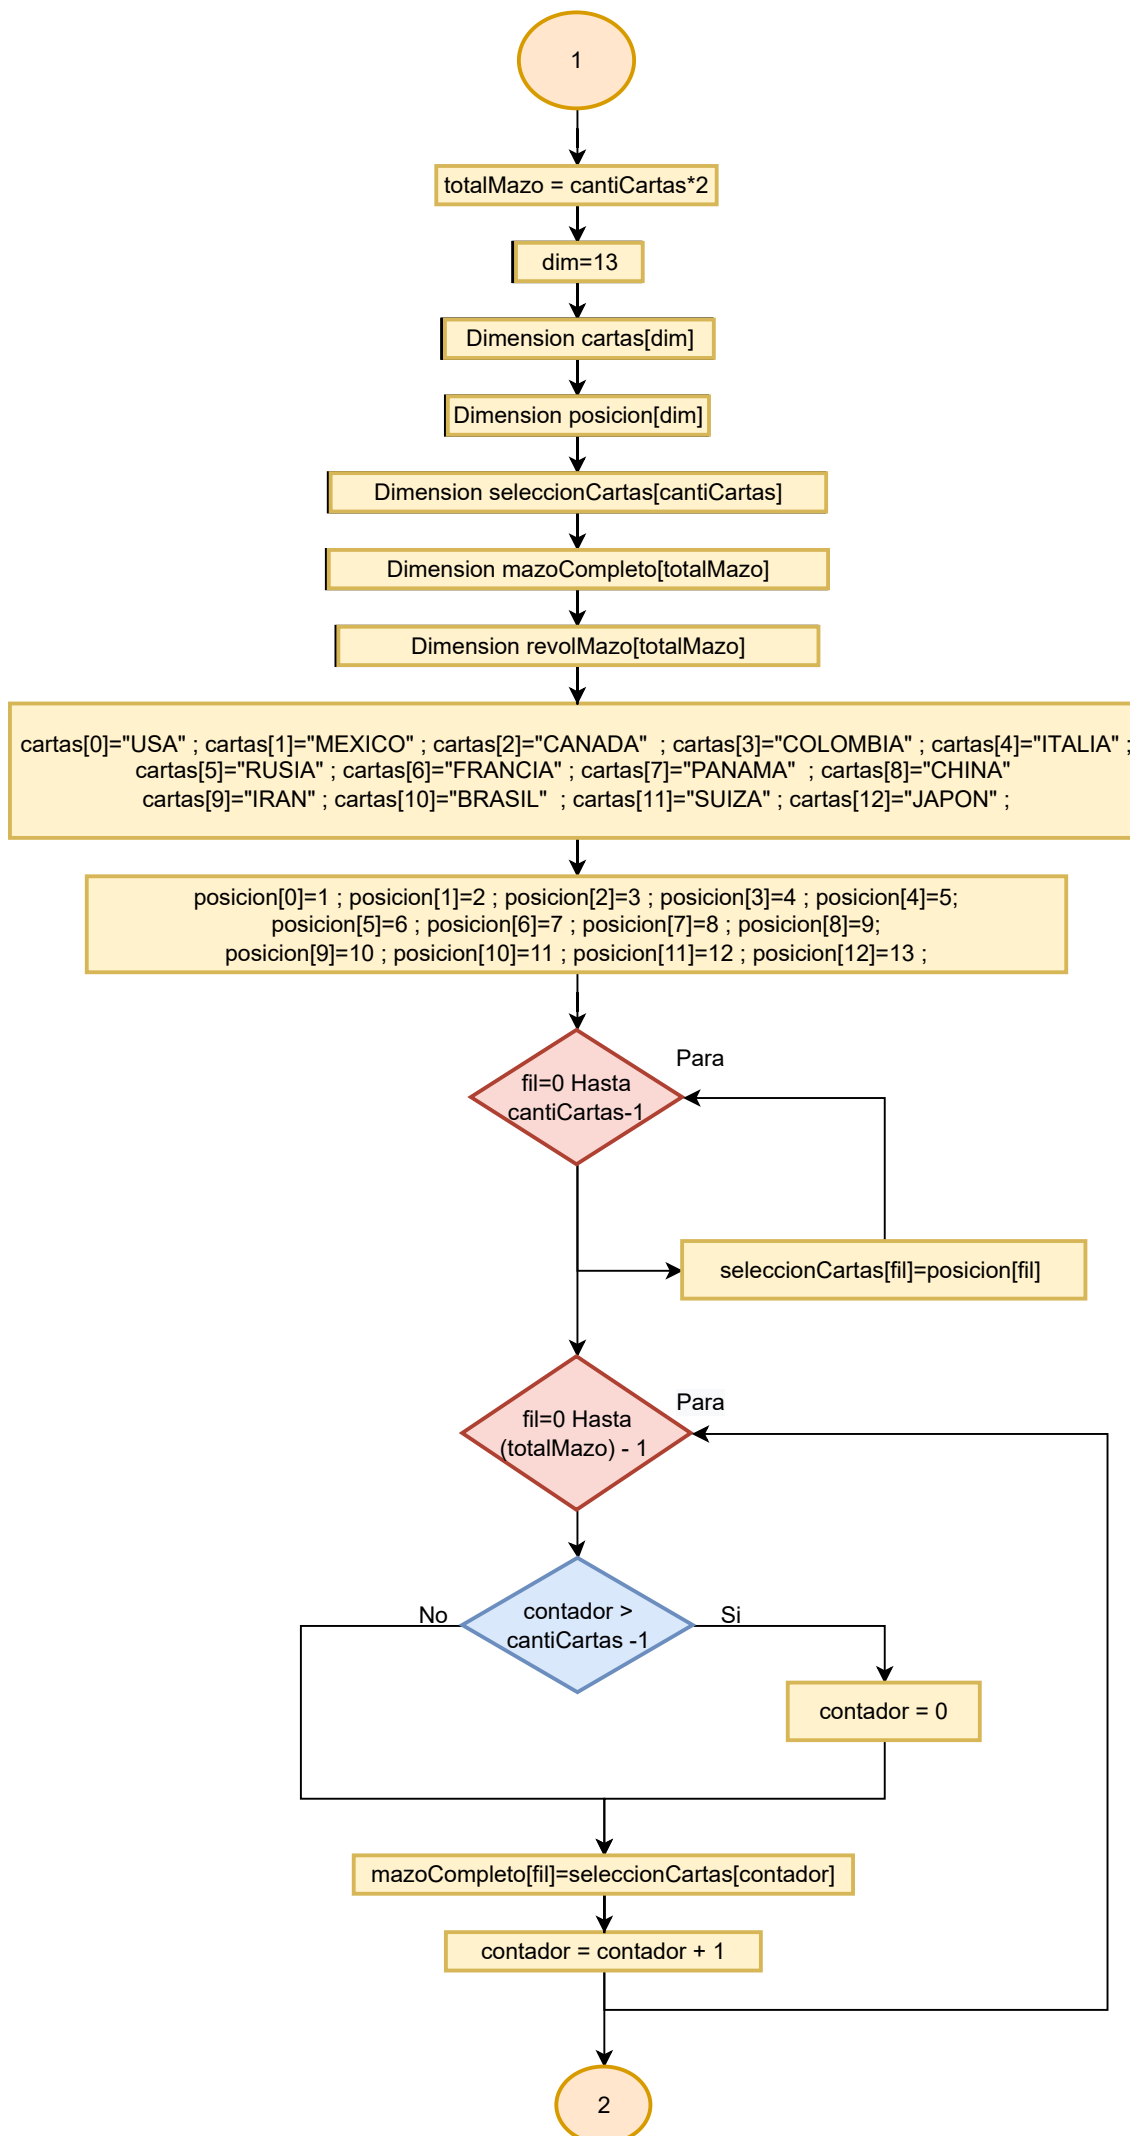 1
totalMazo = cantiCartas*2
dim=13
Dimension cartas[dim]
Dimension posicion[dim]
Dimension seleccionCartas[cantiCartas]
Dimension mazoCompleto[totalMazo]
Dimension revolMazo[totalMazo]
cartas[0]="USA" ; cartas[1]="MEXICO" ; cartas[2]="CANADA" ; cartas[3]="COLOMBIA" ; cartas[4]="ITALIA" ;
cartas[5]="RUSIA" ; cartas[6]="FRANCIA" ; cartas[7]="PANAMA" ; cartas[8]="CHINA"
cartas[9]="IRAN" ; cartas[10]="BRASIL" ; cartas[11]="SUIZA" ; cartas[12]="JAPON" ;
posicion[0]=1 ; posicion[1]=2 ; posicion[2]=3 ; posicion[3]=4 ; posicion[4]=5;
posicion[5]=6 ; posicion[6]=7 ; posicion[7]=8 ; posicion[8]=9;
posicion[9]=10 ; posicion[10]=11 ; posicion[11]=12 ; posicion[12]=13 ;
Para
fil=0 Hasta
cantiCartas-1
seleccionCartas[fil]=posicion[fil]
Para
fil=0 Hasta
(totalMazo) - 1
No
contador >
cantiCartas -1
Si
contador = 0
mazoCompleto[fil]=seleccionCartas[contador]
contador = contador + 1
2